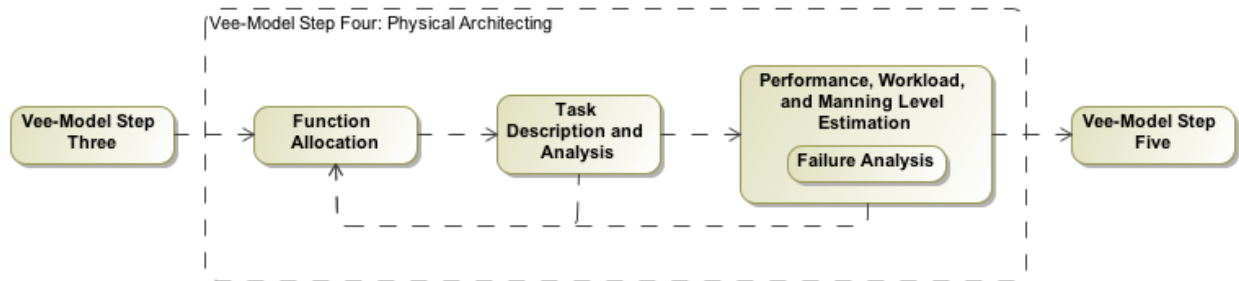 Vee-Model Step Four: Physical Architecting
Vee-Model Step
Three
Function
Allocation
Task
Description and
Analysis
Performance, Workload,
and Manning Level
Estimation
Failure Analysis
Vee-Model Step
Five